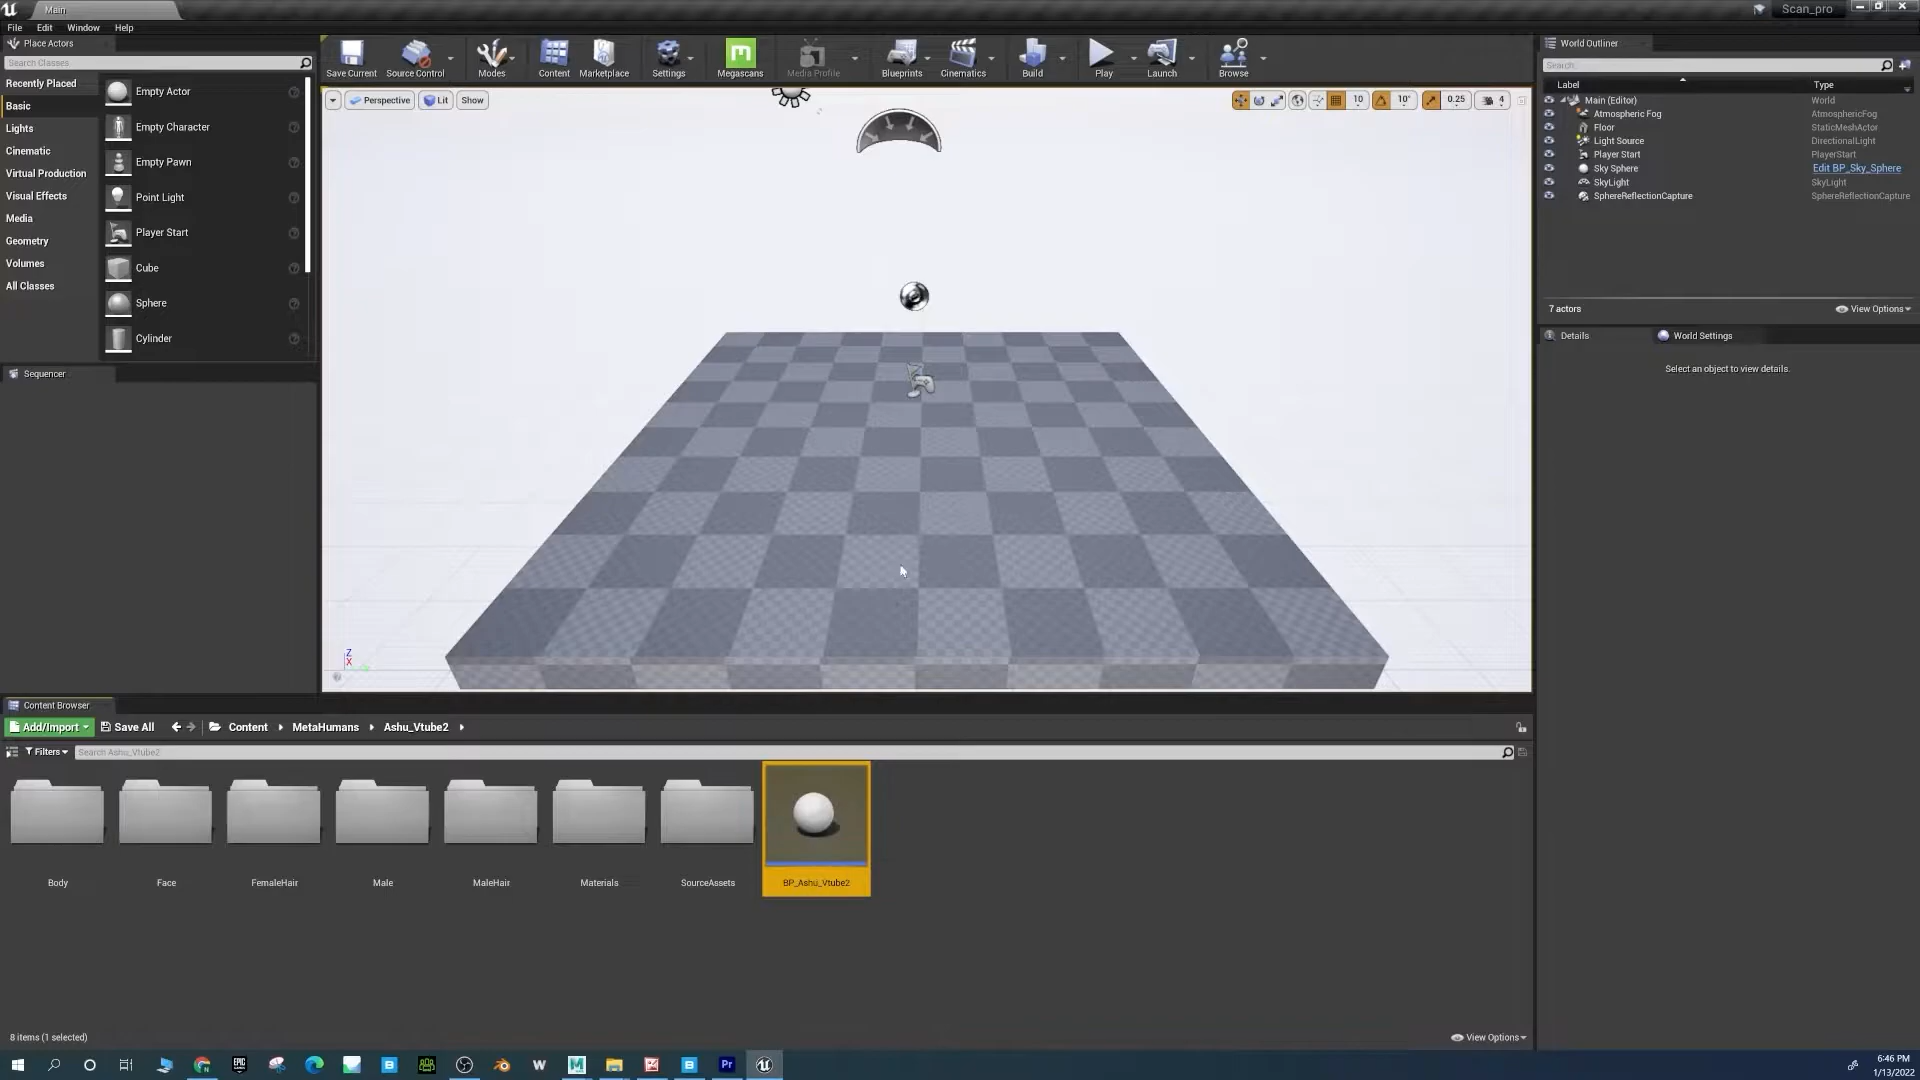 Main
Scan_pro
File Edit Window Help
Place Actors
Search Classes
Recently Placed
Basic
Lights
Cinematic
Virtual Production
Visual Effects
Media
Geometry
Volumes
All Classes
Empty Actor
Empty Character
Empty Pawn
Point Light
Player Start
Cube
Sphere
Cylinder
Sequencer
Save Current Source Control Modes Content Marketplace Settings Megascans Media Profile Blueprints Cinematics Build Play Launch Browse
Perspective Lit Show
10 10° 0.25 4
Z
X
World Outliner
Search...
Label Type
Main (Editor) World
Atmospheric Fog AtmosphericFog
Floor StaticMeshActor
Light Source DirectionalLight
Player Start PlayerStart
Sky Sphere Edit BP_Sky_Sphere
SkyLight SkyLight
SphereReflectionCapture SphereReflectionCapture
7 actors View Options
Details World Settings
Select an object to view details.
Content Browser
Add/Import Save All Content MetaHumans Ashu_Vtube2
Filters Search Ashu_Vtube2
Body Face FemaleHair Male MaleHair Materials SourceAssets BP_Ashu_Vtube2
8 items (1 selected) View Options
EPIC
W
M
Pr
6:46 PM
1/13/2022